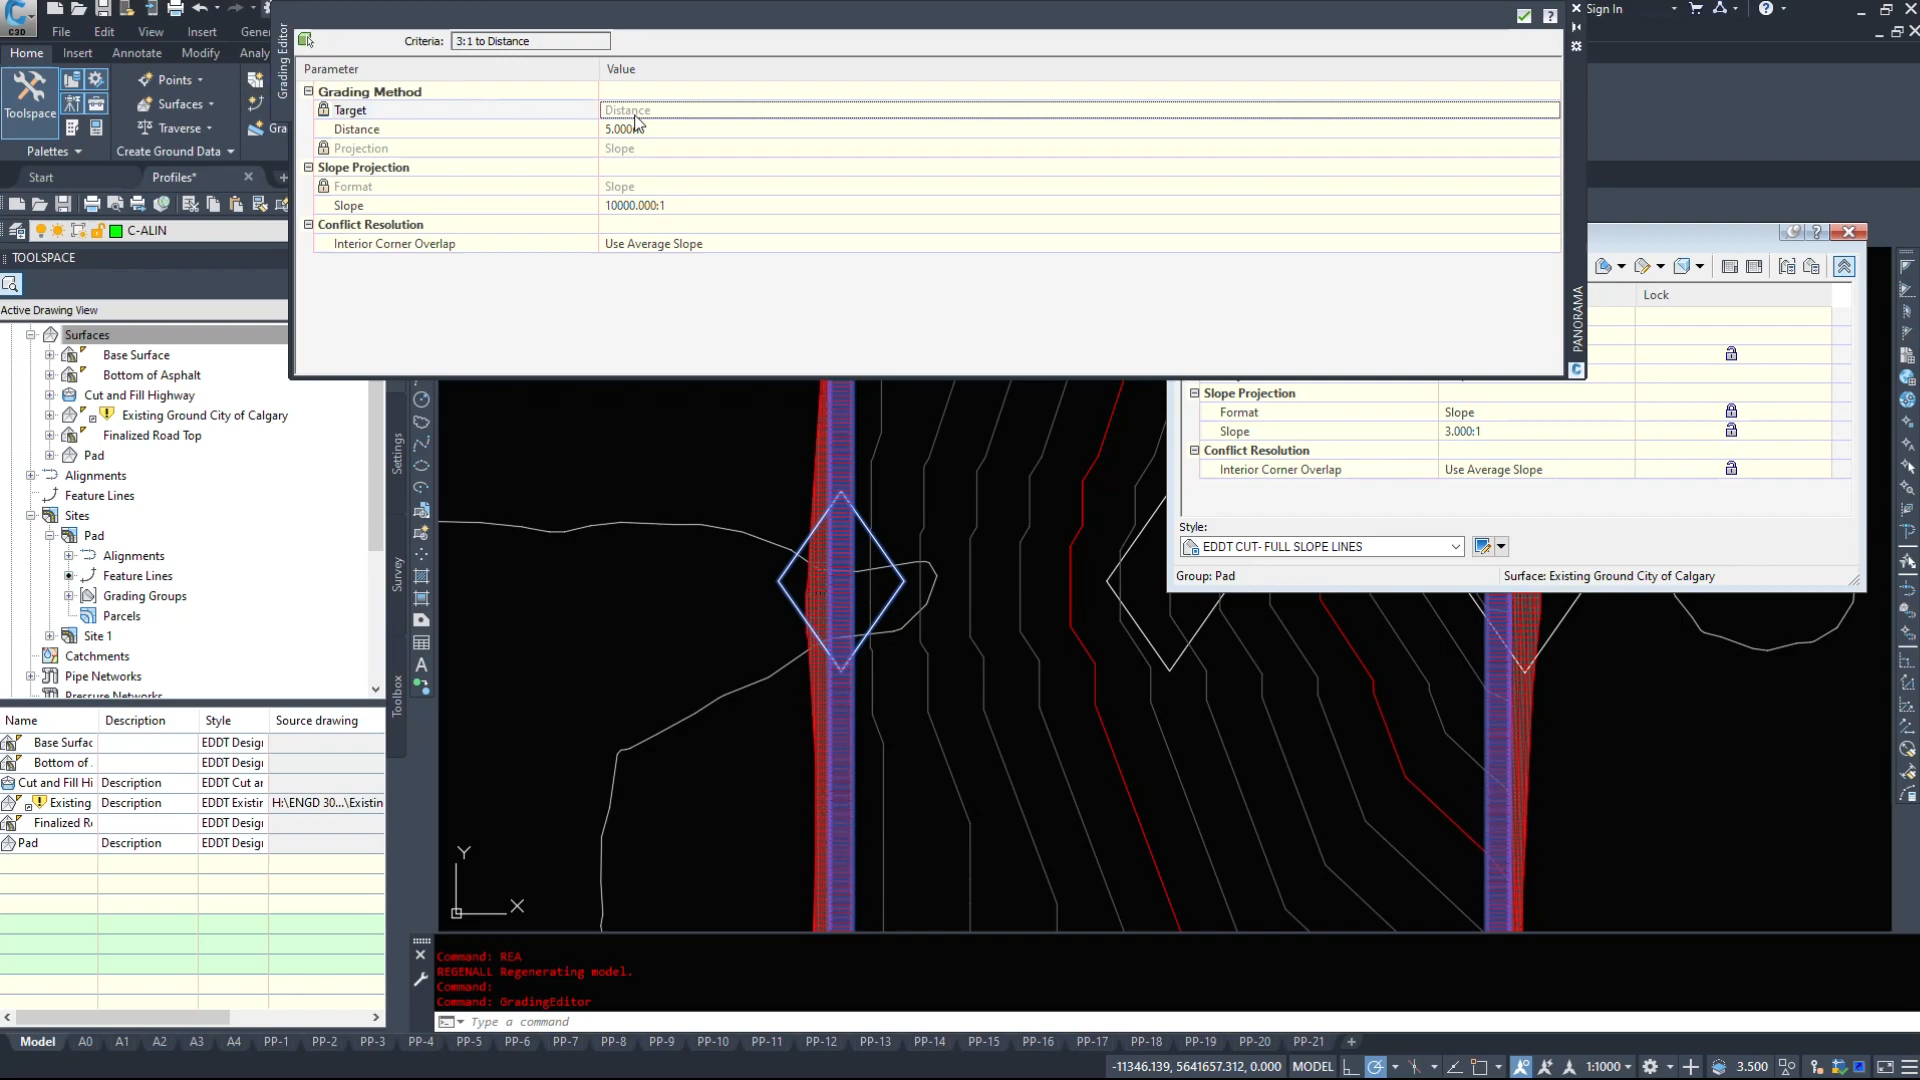 C3D
File Edit View Insert Gener
Sign In
Home Insert Annotate Modify Analy
Toolspace
Points
Surfaces
Traverse
Gra
Palettes
Create Ground Data
Start
Profiles*
C-ALIN
TOOLSPACE
Active Drawing View
Surfaces
Base Surface
Bottom of Asphalt
Cut and Fill Highway
Existing Ground City of Calgary
Finalized Road Top
Pad
Alignments
Feature Lines
Sites
Pad
Alignments
Feature Lines
Grading Groups
Parcels
Site 1
Catchments
Pipe Networks
Pressure Networks
Name Description Style Source drawing
Base Surfac EDDT Desig
Bottom of . EDDT Desig
Cut and Fill Hi Description EDDT Cut ar
Existing Description EDDT Existir H:\ENGD 30...\Existin
Finalized R EDDT Desig
Pad Description EDDT Desig
Settings
Survey
Toolbox
Grading Editor
Criteria: 3:1 to Distance
Parameter Value
Grading Method
Target Distance
Distance 5.000
Projection Slope
Slope Projection
Format Slope
Slope 10000.000:1
Conflict Resolution
Interior Corner Overlap Use Average Slope
PANORAMA
Lock
Slope Projection
Format Slope
Slope 3.000:1
Conflict Resolution
Interior Corner Overlap Use Average Slope
Style:
EDDT CUT- FULL SLOPE LINES
Group: Pad Surface: Existing Ground City of Calgary
Y
X
Command: REA
REGENALL Regenerating model.
Command:
Command: GradingEditor
Type a command
Model A0 A1 A2 A3 A4 PP-1 PP-2 PP-3 PP-4 PP-5 PP-6 PP-7 PP-8 PP-9 PP-10 PP-11 PP-12 PP-13 PP-14 PP-15 PP-16 PP-17 PP-18 PP-19 PP-20 PP-21
-11346.139, 5641657.312, 0.000 MODEL 1:1000 3.500